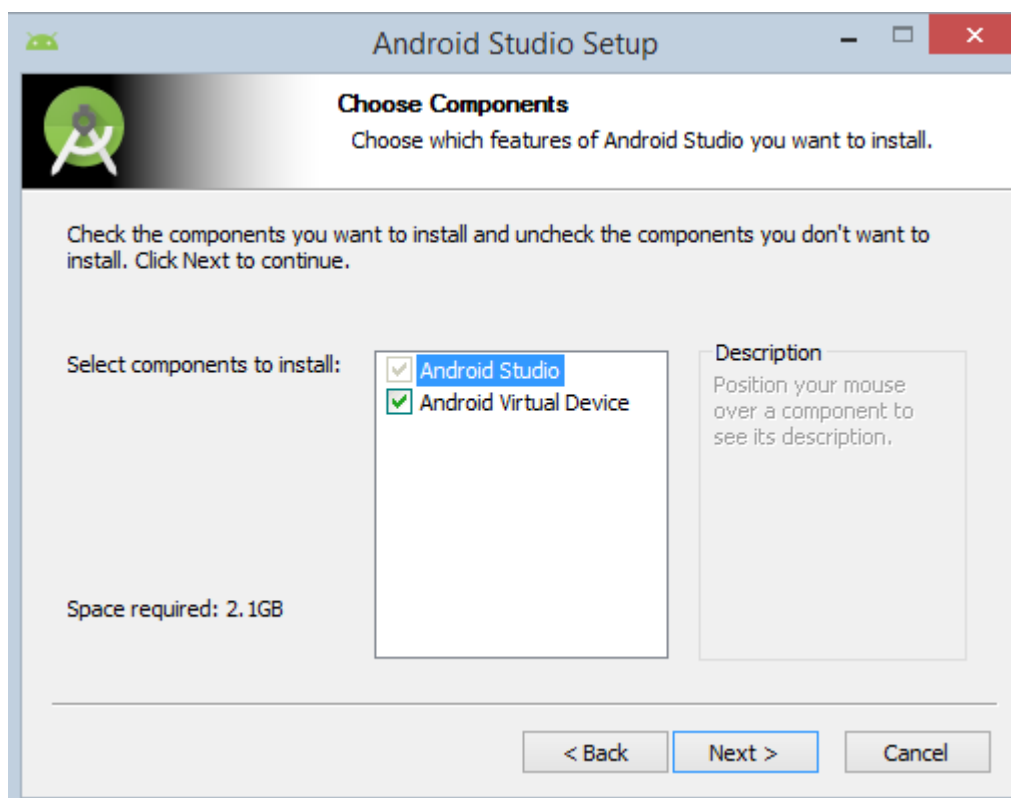 Android Studio Setup
Choose Components
Choose which features of Android Studio you want to install.
Check the components you want to install and uncheck the components you don't want to
install. Click Next to continue.
Select components to install:
Android Studio
Android Virtual Device
Description
Position your mouse
over a component to
see its description.
Space required: 2.1GB
< Back
Next >
Cancel